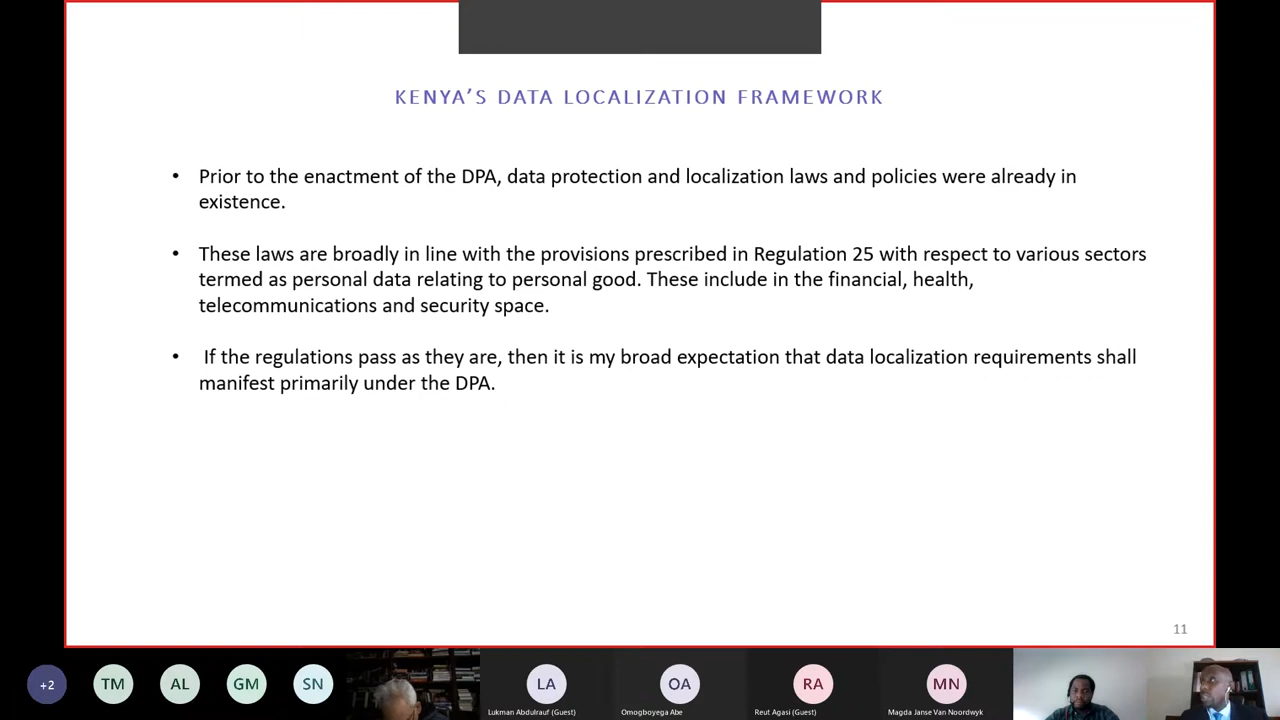 KENYA’S DATA LOCALIZATION FRAMEWORK
• Prior to the enactment of the DPA, data protection and localization laws and policies were already in
existence.
• These laws are broadly in line with the provisions prescribed in Regulation 25 with respect to various sectors
termed as personal data relating to personal good. These include in the financial, health,
telecommunications and security space.
• If the regulations pass as they are, then it is my broad expectation that data localization requirements shall
manifest primarily under the DPA.
11
+2 TM AL GM SN LA OA RA MN
Lukman Abdulrauf (Guest) Omogboyega Abe Reut Agasi (Guest) Magda Janse Van Noordwyk